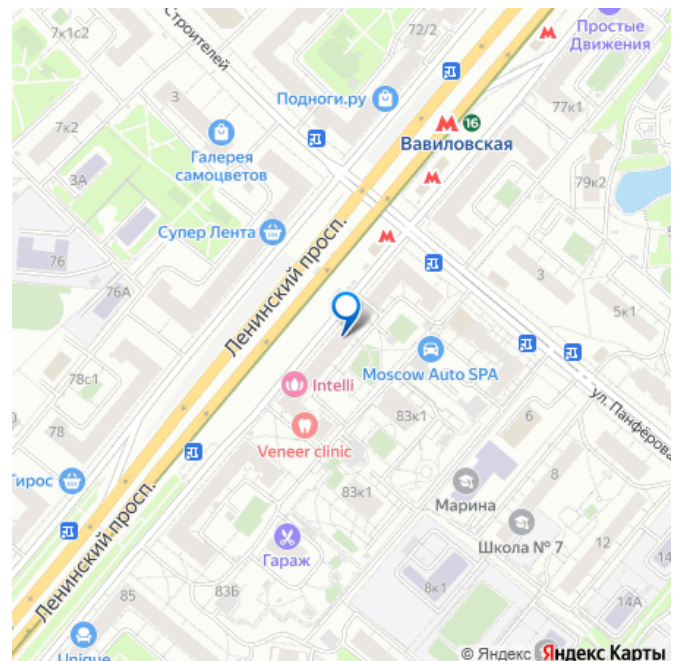 7к1с2
Строителей
72/2
Простые
Движения
3
Подноги.ру
77к1
7к2
Галерея
самоцветов
16
Вавиловская
3А
79к2
Супер Лента
76
76А
3
5к1
Ленинский просп.
Moscow Auto SPA
78с1
Intelli
83к1
6
ул. Панфёрова
78
Veneer clinic
Гирос
83к1
8
Марина
Школа № 7
12
Ленинский просп.
Гараж
14
83Б
8к1
85
14А
Unique
© Яндекс Яндекс Карты